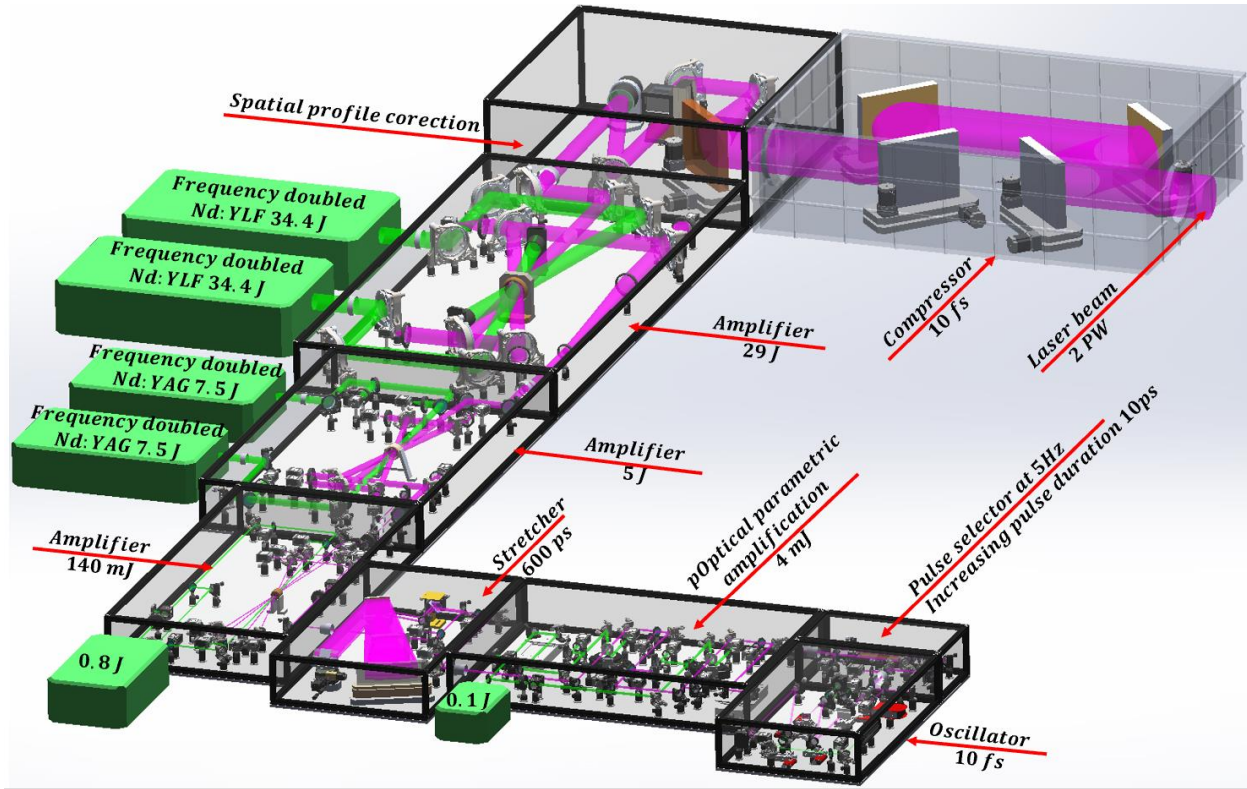 Spatial profile corection
Frequency doubled
Nd: YLF 34.4 J
Frequency doubled
Nd: YLF 34.4 J
Frequency doubled
Nd: YAG 7.5 J
Frequency doubled
Nd: YAG 7.5 J
Amplifier
29 J
Compressor
10 fs
Laser beam
2 PW
Amplifier
5 J
Amplifier
140 mJ
Stretcher
600 ps
pOptical parametric
amplification
4 mJ
Pulse selector at 5Hz
Increasing pulse duration 10ps
0.8 J
0.1 J
Oscillator
10 fs